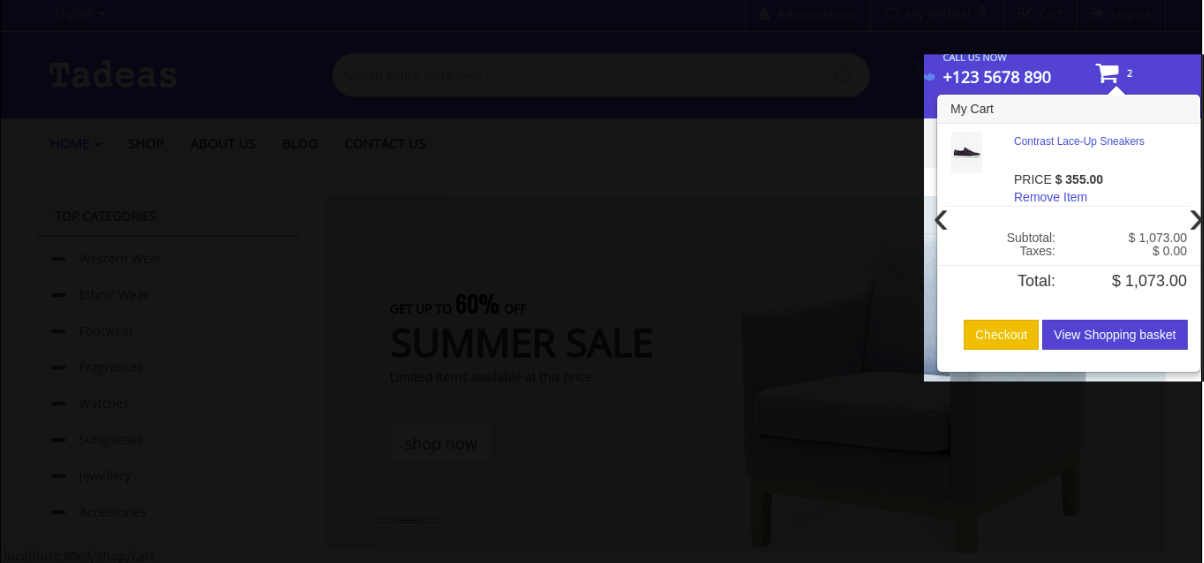 English
Administrator
My Wishlist 0
Cart
Logout
Tadeas
Search entire store here...
CALL US NOW
+123 5678 890
2
HOME
SHOP
ABOUT US
BLOG
CONTACT US
My Cart
Contrast Lace-Up Sneakers
PRICE $ 355.00
Remove Item
Subtotal: $ 1,073.00
Taxes: $ 0.00
Total: $ 1,073.00
Checkout
View Shopping basket
TOP CATEGORIES
Western Wear
Ethnic Wear
Footwear
Fragrances
Watches
Sunglasses
Jewellery
Accessories
GET UP TO 60% OFF
SUMMER SALE
Limited items available at this price.
shop now
localhost:8069/shop/cart